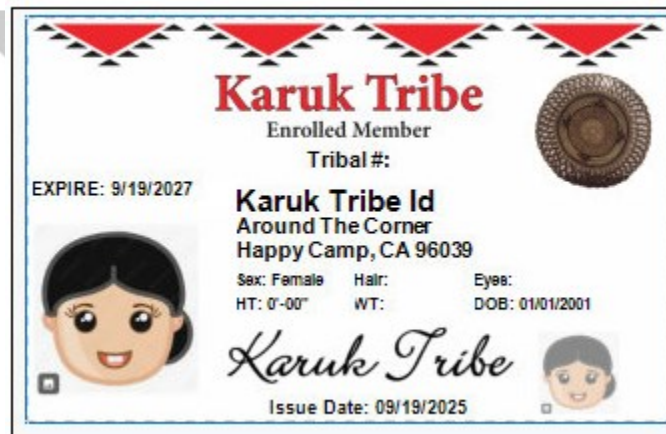 Karuk Tribe
Enrolled Member
Tribal #:
EXPIRE: 9/19/2027
Karuk Tribe Id
Around The Corner
Happy Camp, CA 96039
Sex: Female Hair: Eyes:
HT: 0'-00" WT: DOB: 01/01/2001
Karuk Tribe
Issue Date: 09/19/2025